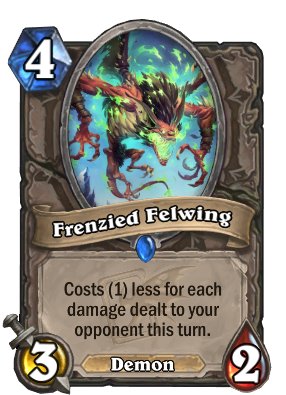 4
Frenzied Felwing
Costs (1) less for each
damage dealt to your
opponent this turn.
3
Demon
2